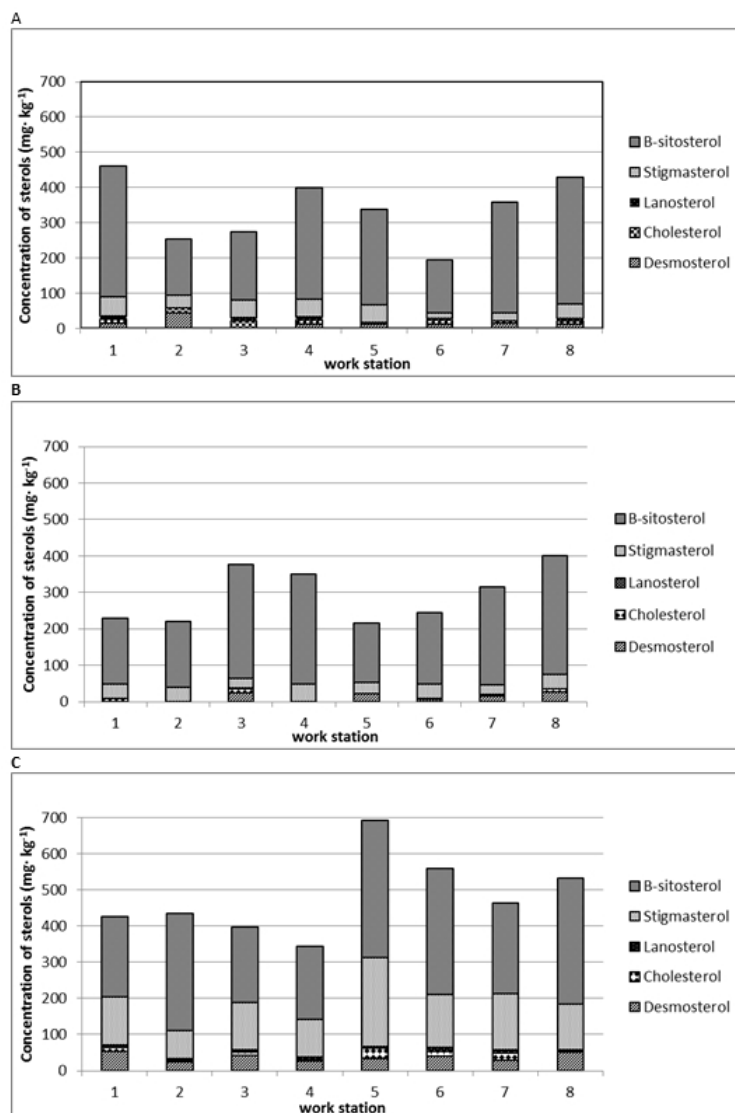 A
Concentration of sterols (mg· kg-1)
700
600
500
400
300
200
100
0
1 2 3 4 5 6 7 8
work station
B-sitosterol
Stigmasterol
Lanosterol
Cholesterol
Desmosterol
B
Concentration of sterols (mg· kg-1)
700
600
500
400
300
200
100
0
1 2 3 4 5 6 7 8
work station
B-sitosterol
Stigmasterol
Lanosterol
Cholesterol
Desmosterol
C
Concentration of sterols (mg· kg-1)
700
600
500
400
300
200
100
0
1 2 3 4 5 6 7 8
work station
B-sitosterol
Stigmasterol
Lanosterol
Cholesterol
Desmosterol